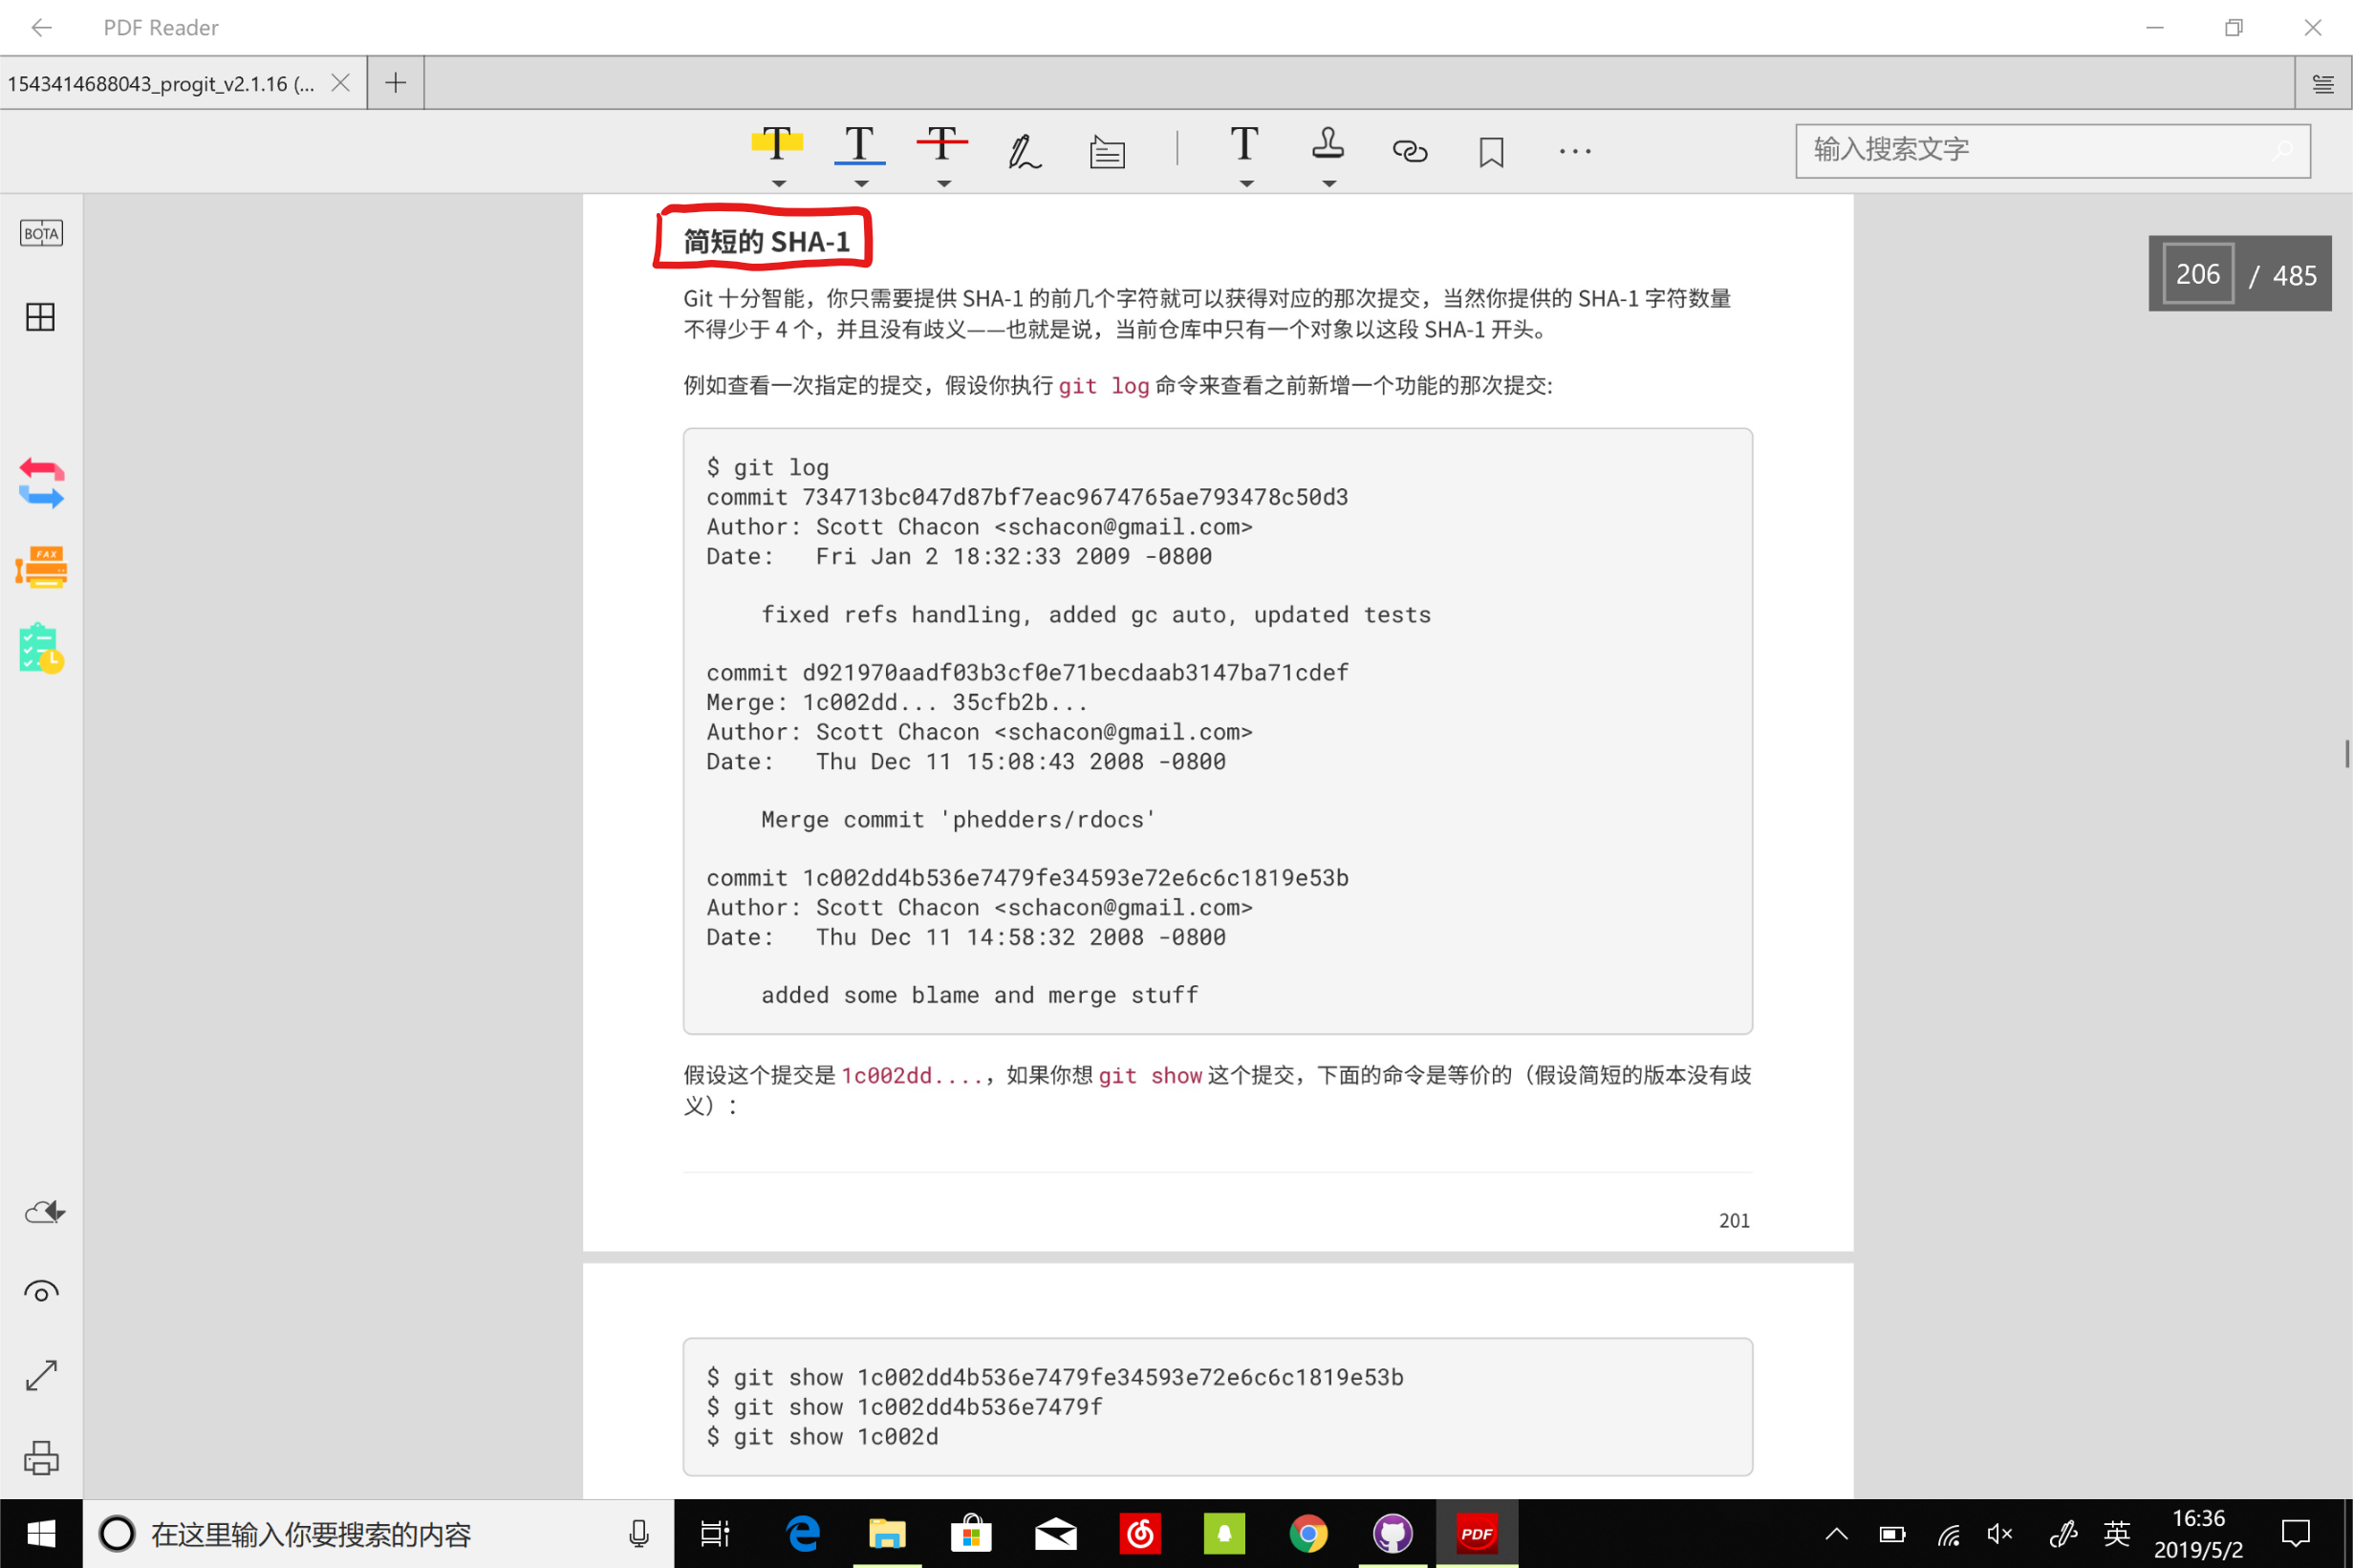 PDF Reader
1543414688043_progit_v2.1.16 (...
T T T T
输入搜索文字
BOTA
206 / 485
FAX
简短的 SHA-1
Git 十分智能，你只需要提供 SHA-1 的前几个字符就可以获得对应的那次提交，当然你提供的 SHA-1 字符数量
不得少于 4 个，并且没有歧义——也就是说，当前仓库中只有一个对象以这段 SHA-1 开头。
例如查看一次指定的提交，假设你执行 git log 命令来查看之前新增一个功能的那次提交:
$ git log
commit 734713bc047d87bf7eac9674765ae793478c50d3
Author: Scott Chacon <schacon@gmail.com>
Date:   Fri Jan 2 18:32:33 2009 -0800
fixed refs handling, added gc auto, updated tests
commit d921970aadf03b3cf0e71becdaab3147ba71cdef
Merge: 1c002dd... 35cfb2b...
Author: Scott Chacon <schacon@gmail.com>
Date:   Thu Dec 11 15:08:43 2008 -0800
Merge commit 'phedders/rdocs'
commit 1c002dd4b536e7479fe34593e72e6c6c1819e53b
Author: Scott Chacon <schacon@gmail.com>
Date:   Thu Dec 11 14:58:32 2008 -0800
added some blame and merge stuff
假设这个提交是 1c002dd....，如果你想 git show 这个提交，下面的命令是等价的（假设简短的版本没有歧
义）：
201
$ git show 1c002dd4b536e7479fe34593e72e6c6c1819e53b
$ git show 1c002dd4b536e7479f
$ git show 1c002d
在这里输入你要搜索的内容
PDF
英
16:36
2019/5/2